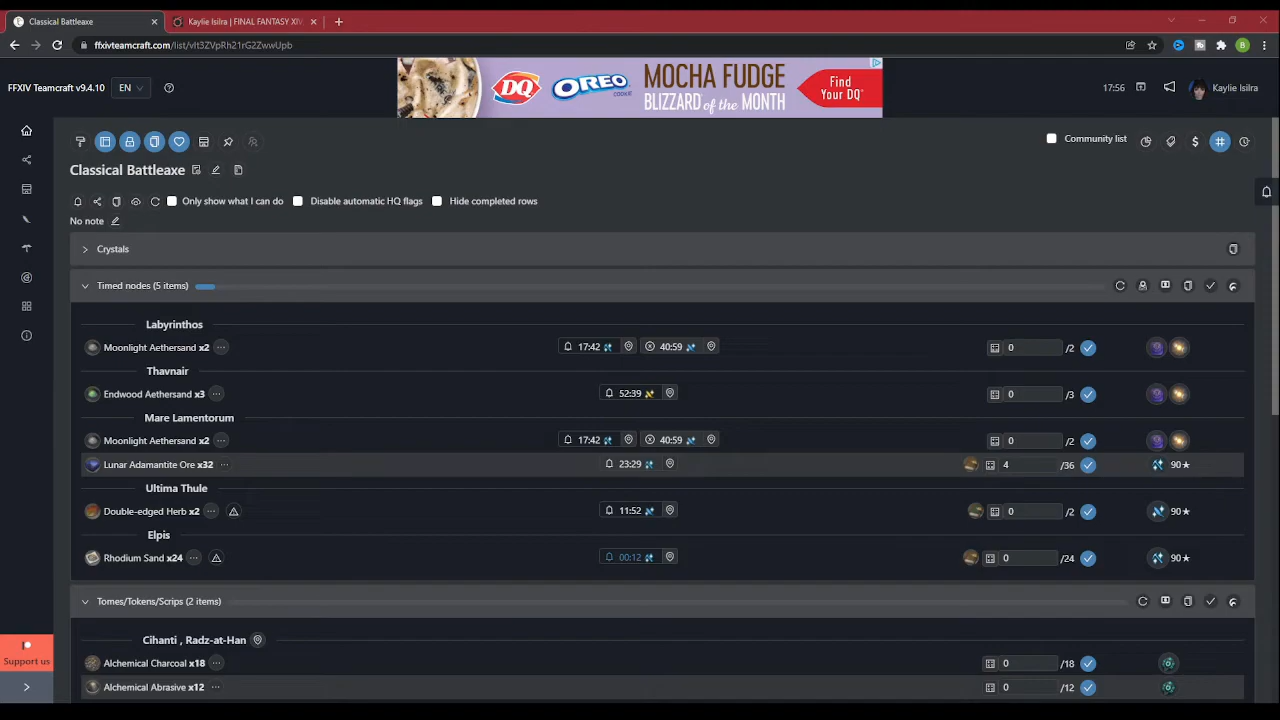 Classical Battleaxe
Kaylie Isilra | FINAL FANTASY XIV
ffxivteamcraft.com/list/vIt3ZVpRh21rG2ZwwUpb
B
FFXIV Teamcraft v9.4.10
EN
DQ
OREO
COOKIE
MOCHA FUDGE
BLIZZARD of the MONTH
Find
Your DQ
17:56
Kaylie Isilra
Community list
Classical Battleaxe
Only show what I can do
Disable automatic HQ flags
Hide completed rows
No note
Crystals
Timed nodes (5 items)
Labyrinthos
Moonlight Aethersand x2 ... 17:42 40:59 0 /2
Thavnair
Endwood Aethersand x3 ... 52:39 0 /3
Mare Lamentorum
Moonlight Aethersand x2 ... 17:42 40:59 0 /2
Lunar Adamantite Ore x32 ... 23:29 4 /36 90★
Ultima Thule
Double-edged Herb x2 ... 11:52 0 /2 90★
Elpis
Rhodium Sand x24 ... 00:12 0 /24 90★
Tomes/Tokens/Scrips (2 items)
Cihanti , Radz-at-Han
Alchemical Charcoal x18 ... 0 /18
Alchemical Abrasive x12 ... 0 /12
Support us